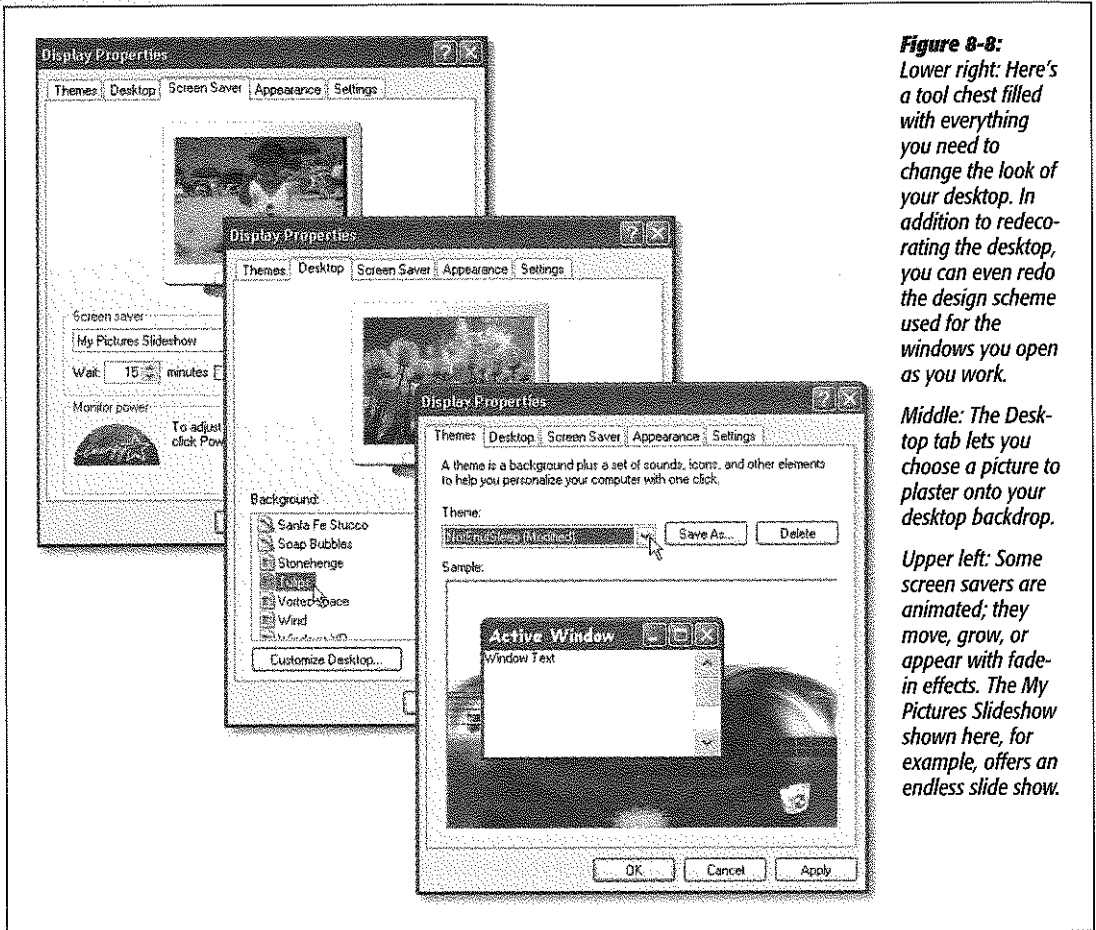 Display Properties
Themes Desktop Screen Saver Appearance Settings
Screen saver
My Pictures Slideshow
Wait: 15 minutes
Monitor power
To adjust
click Pow
Display Properties
Themes Desktop Screen Saver Appearance Settings
Background:
Santa Fe Stucco
Soap Bubbles
Stonehenge
Vortec space
Wind
Customize Desktop...
Display Properties
Themes Desktop Screen Saver Appearance Settings
A theme is a background plus a set of sounds, icons, and other elements
to help you personalize your computer with one click.
Theme:
(Modified)
Save As...
Delete
Sample:
Active Window
Window Text
OK
Cancel
Apply
Figure 8-8:
Lower right: Here's
a tool chest filled
with everything
you need to
change the look of
your desktop. In
addition to redeco-
rating the desktop,
you can even redo
the design scheme
used for the
windows you open
as you work.
Middle: The Desk-
top tab lets you
choose a picture to
plaster onto your
desktop backdrop.
Upper left: Some
screen savers are
animated; they
move, grow, or
appear with fade-
in effects. The My
Pictures Slideshow
shown here, for
example, offers an
endless slide show.